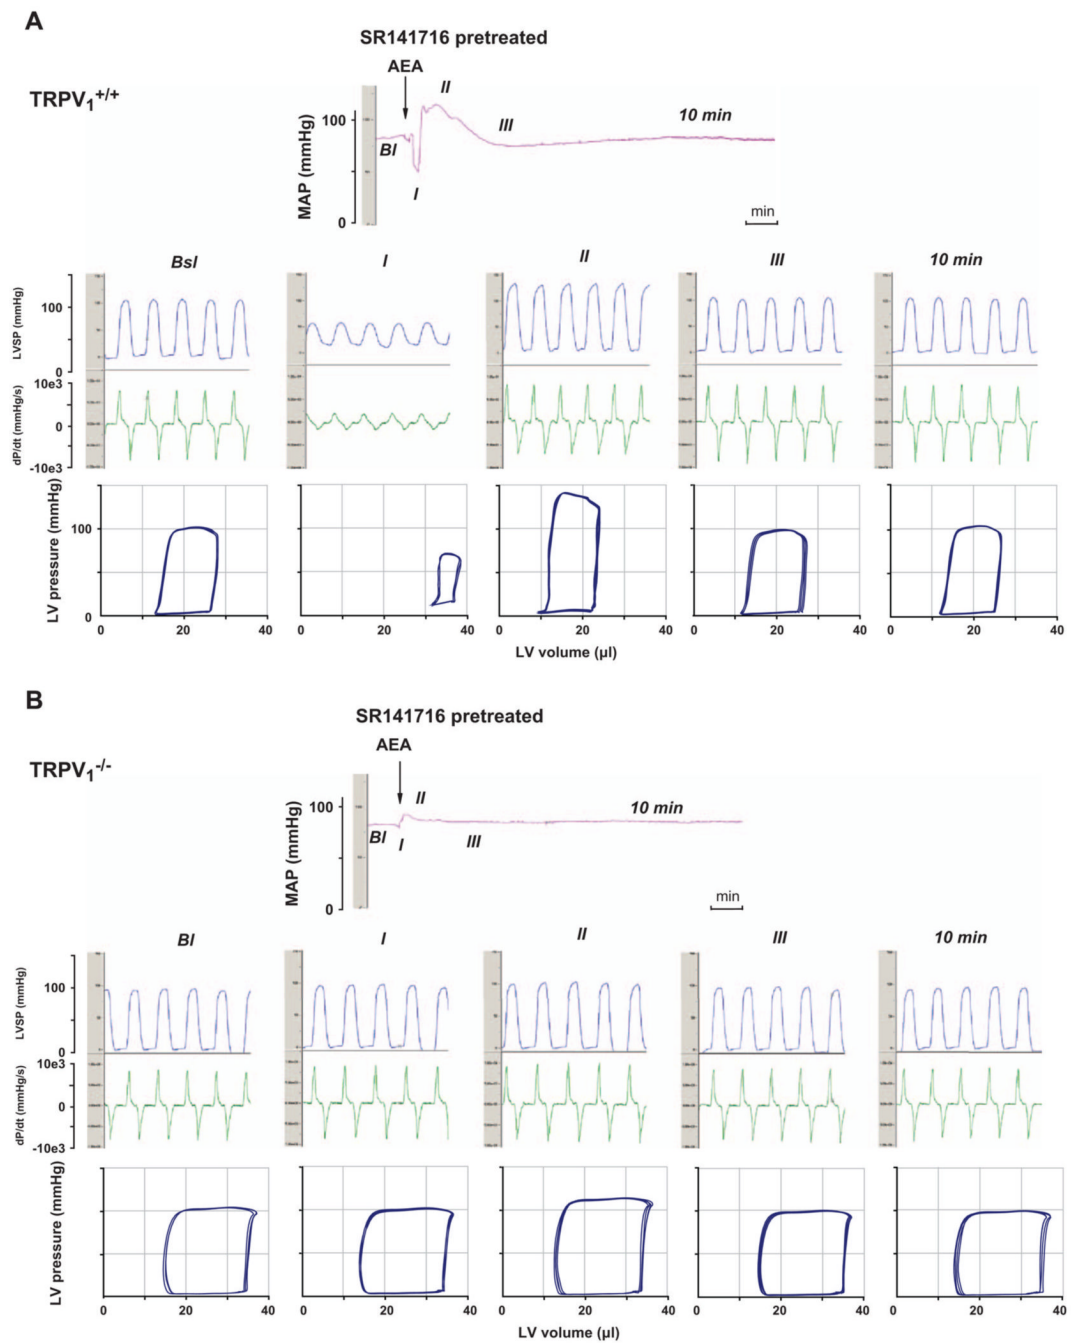 A
SR141716 pretreated
AEA
TRPV1+/+
II
III
10 min
100
Bl
I
0
MAP (mmHg)
min
Bsl
I
II
III
10 min
LVSP (mmHg)
100
0
dP/dt (mmHg/s)
10e3
0
-10e3
LV pressure (mmHg)
100
0
0 20 40
0 20 40
0 20 40
0 20 40
0 20 40
LV volume (µl)
B
SR141716 pretreated
AEA
TRPV1-/-
II
10 min
100
Bl
I
III
0
MAP (mmHg)
min
Bl
I
II
III
10 min
LVSP (mmHg)
100
0
dP/dt (mmHg/s)
10e3
0
-10e3
LV pressure (mmHg)
0 20 40
0 20 40
0 20 40
0 20 40
0 20 40
LV volume (µl)